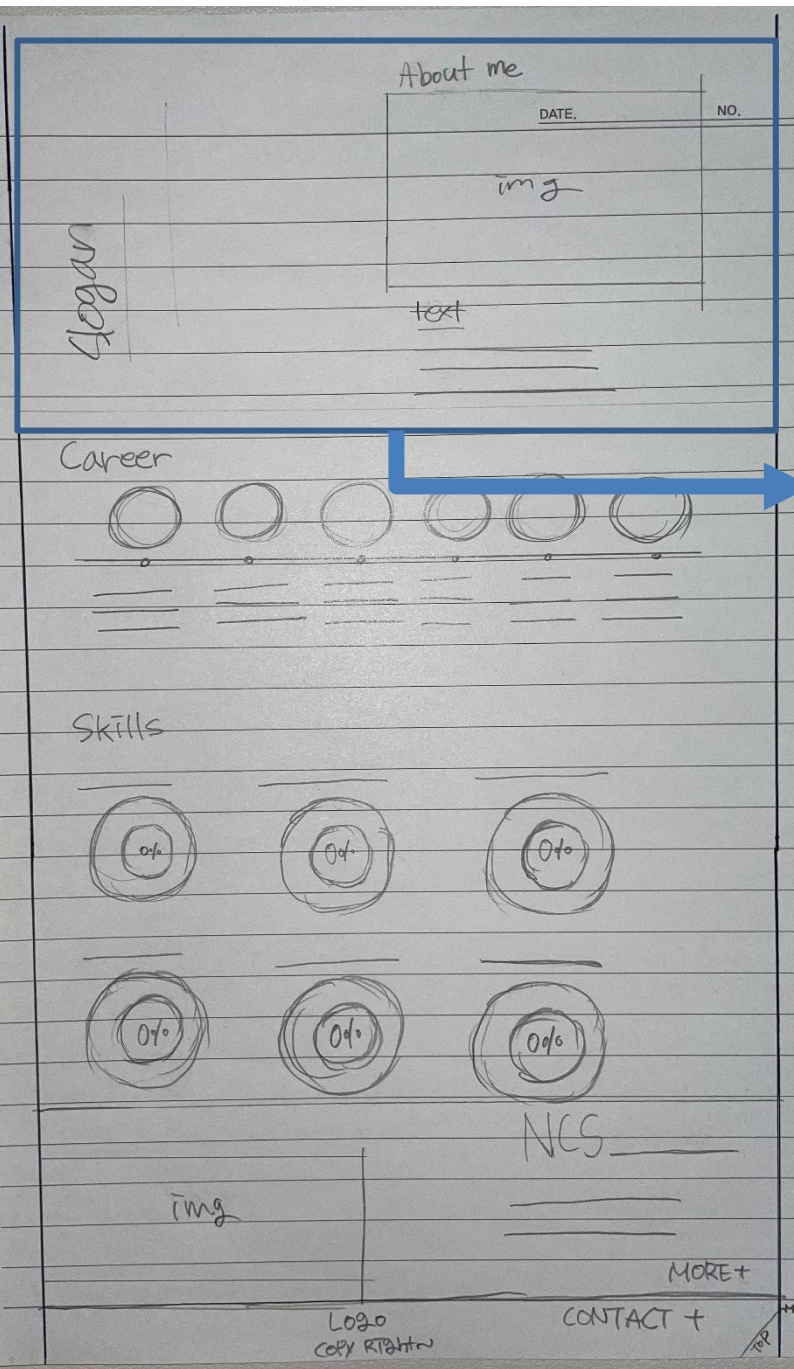 About me
DATE.
NO.
img
Slogan
text
Career
Skills
0%
0%
0%
0%
0%
0%
NCS
img
MORE+
LOGO
CONTACT +
COPY RIGHT
TOP